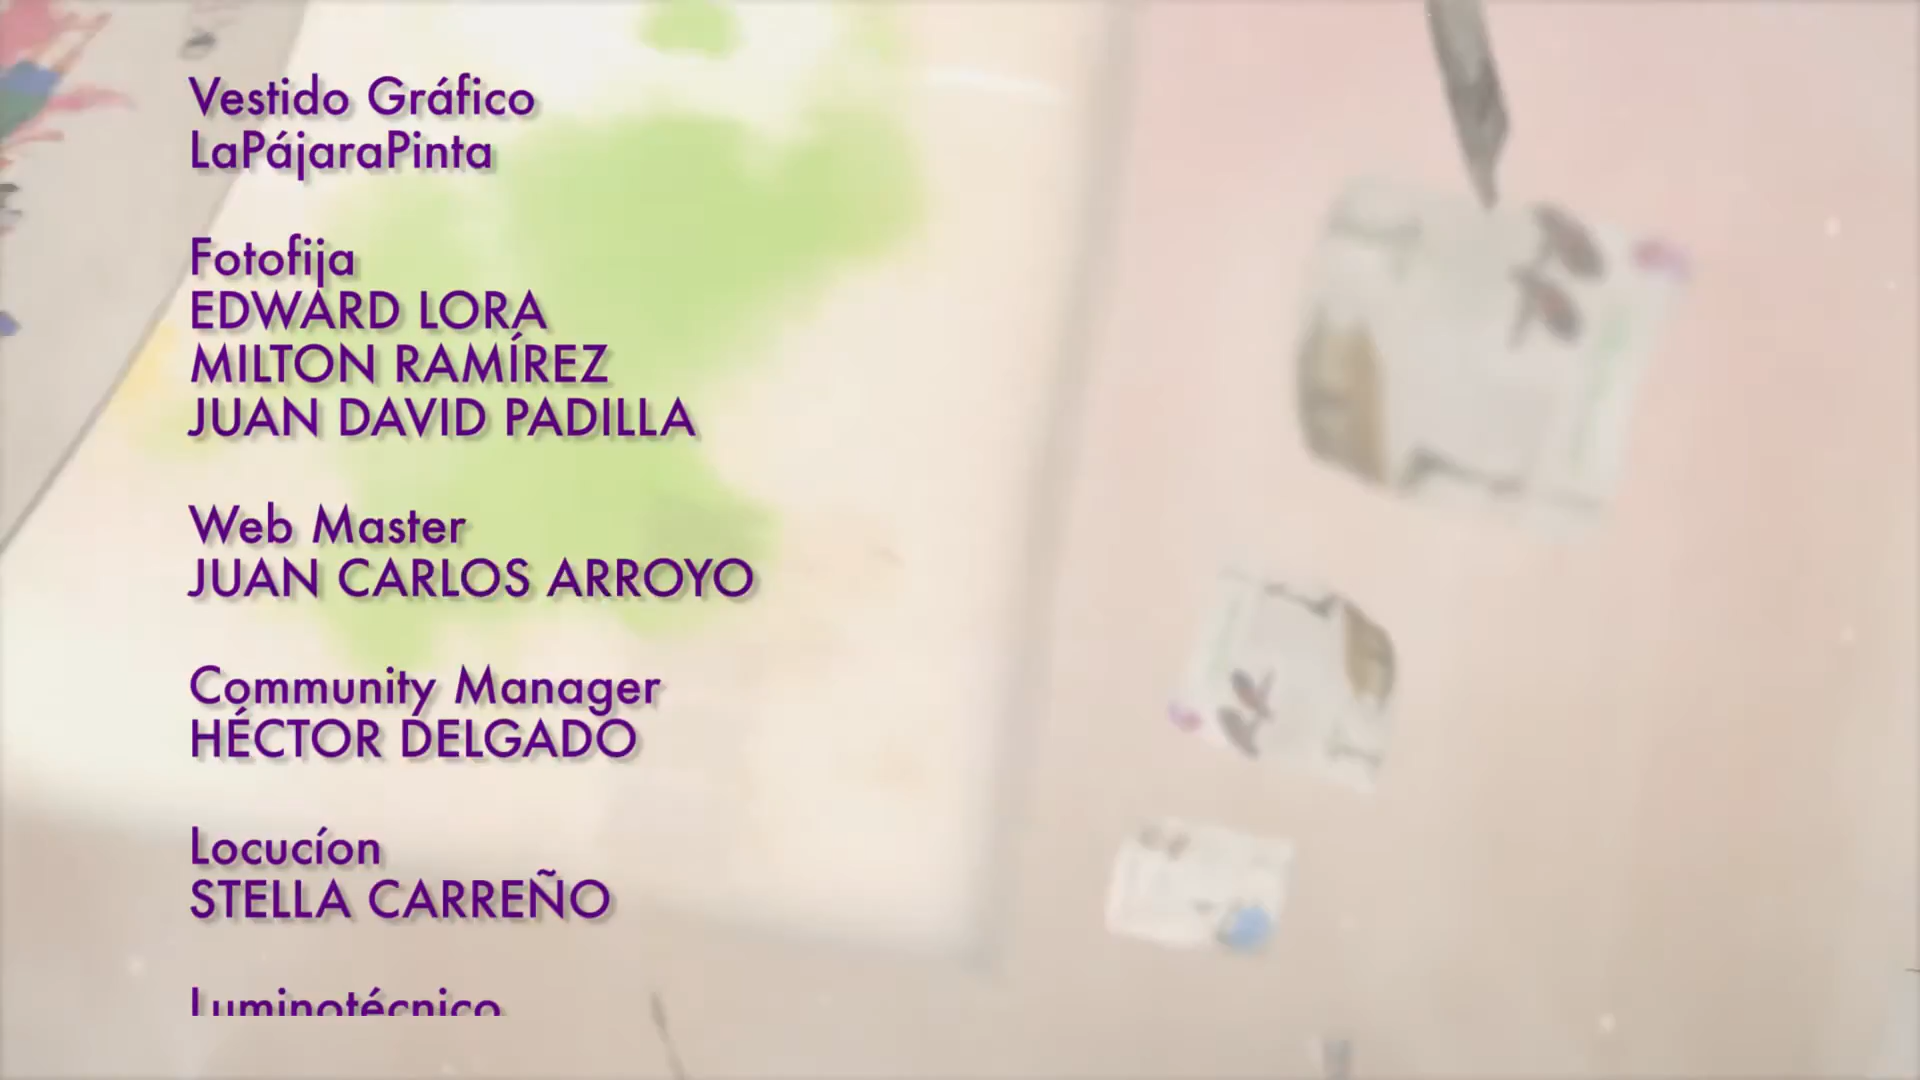 Vestido Gráfico
LaPájaraPinta
Fotofija
EDWARD LORA
MILTON RAMÍREZ
JUAN DAVID PADILLA
Web Master
JUAN CARLOS ARROYO
Community Manager
HÉCTOR DELGADO
Locucíon
STELLA CARREÑO
Luminotécnico